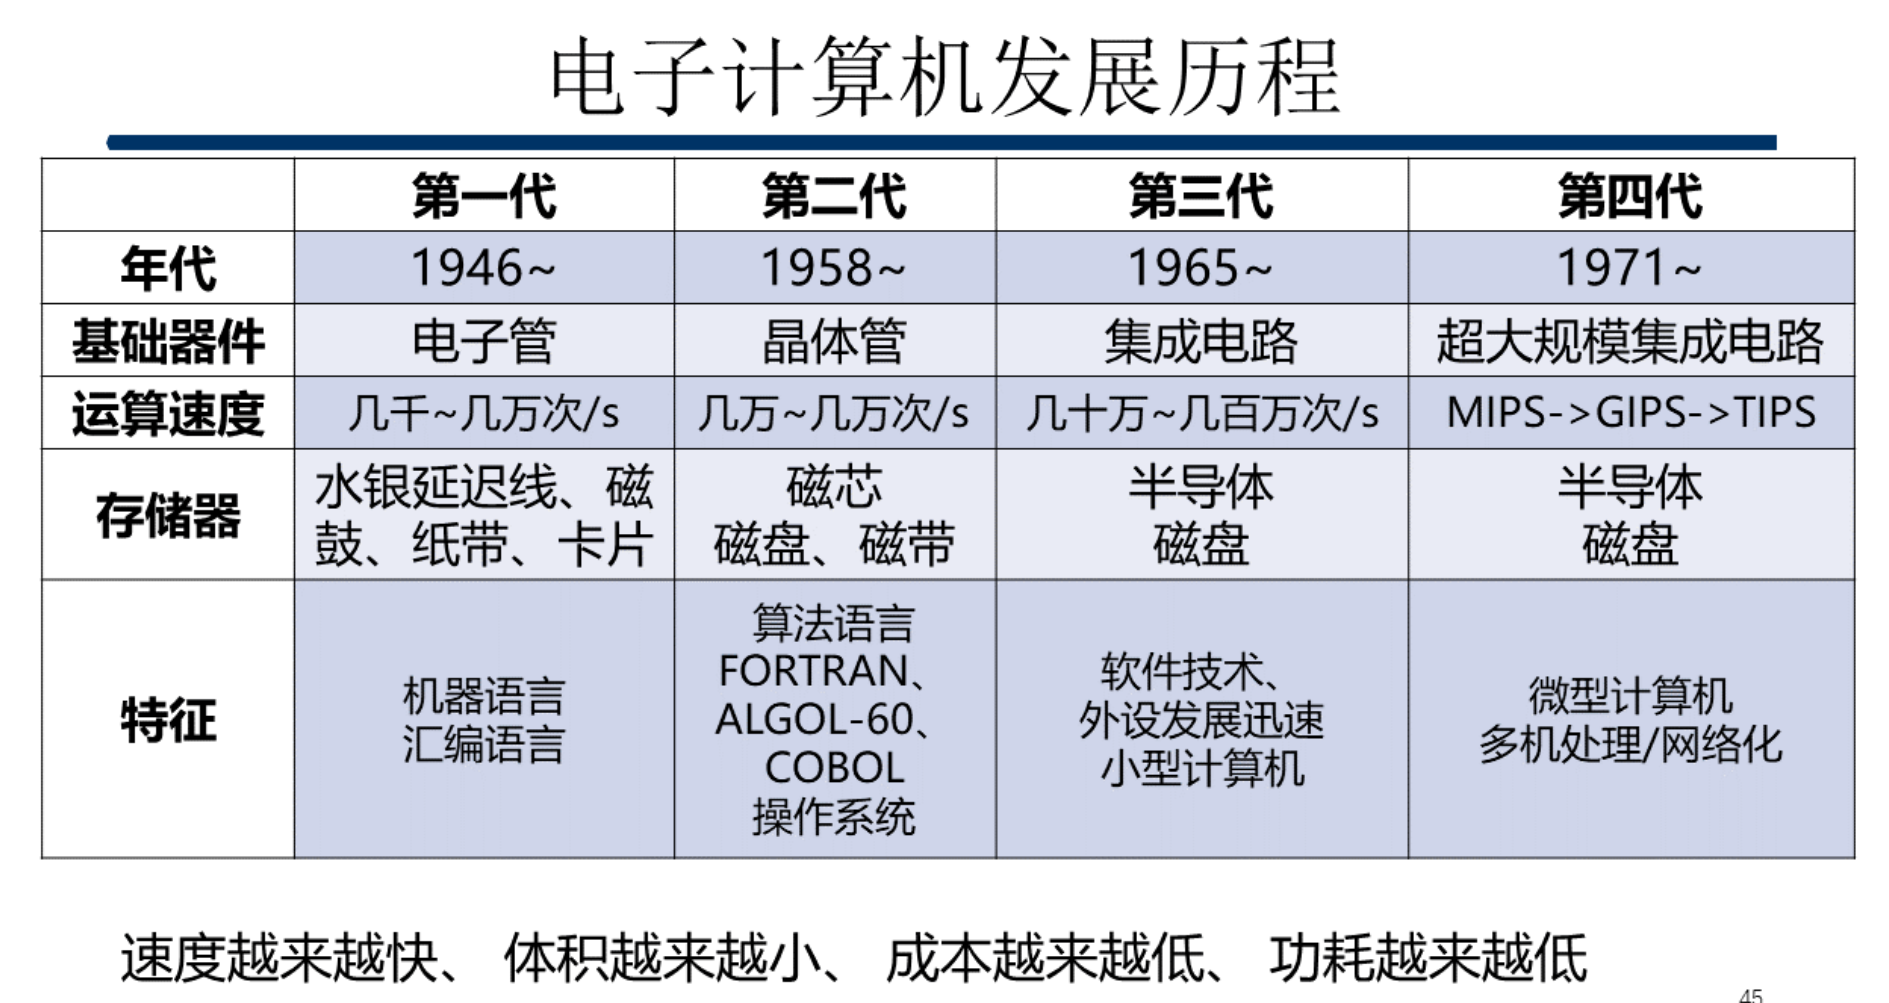 电子计算机发展历程
第一代 第二代 第三代 第四代
年代 1946~ 1958~ 1965~ 1971~
基础器件 电子管 晶体管 集成电路 超大规模集成电路
运算速度 几千~几万次/s 几万~几万次/s 几十万~几百万次/s MIPS->GIPS->TIPS
存储器
水银延迟线、磁
鼓、纸带、卡片
磁芯
磁盘、磁带
半导体
磁盘
半导体
磁盘
特征
机器语言
汇编语言
算法语言
FORTRAN、
ALGOL-60、
COBOL
操作系统
软件技术、
外设发展迅速
小型计算机
微型计算机
多机处理/网络化
速度越来越快、 体积越来越小、 成本越来越低、 功耗越来越低
45